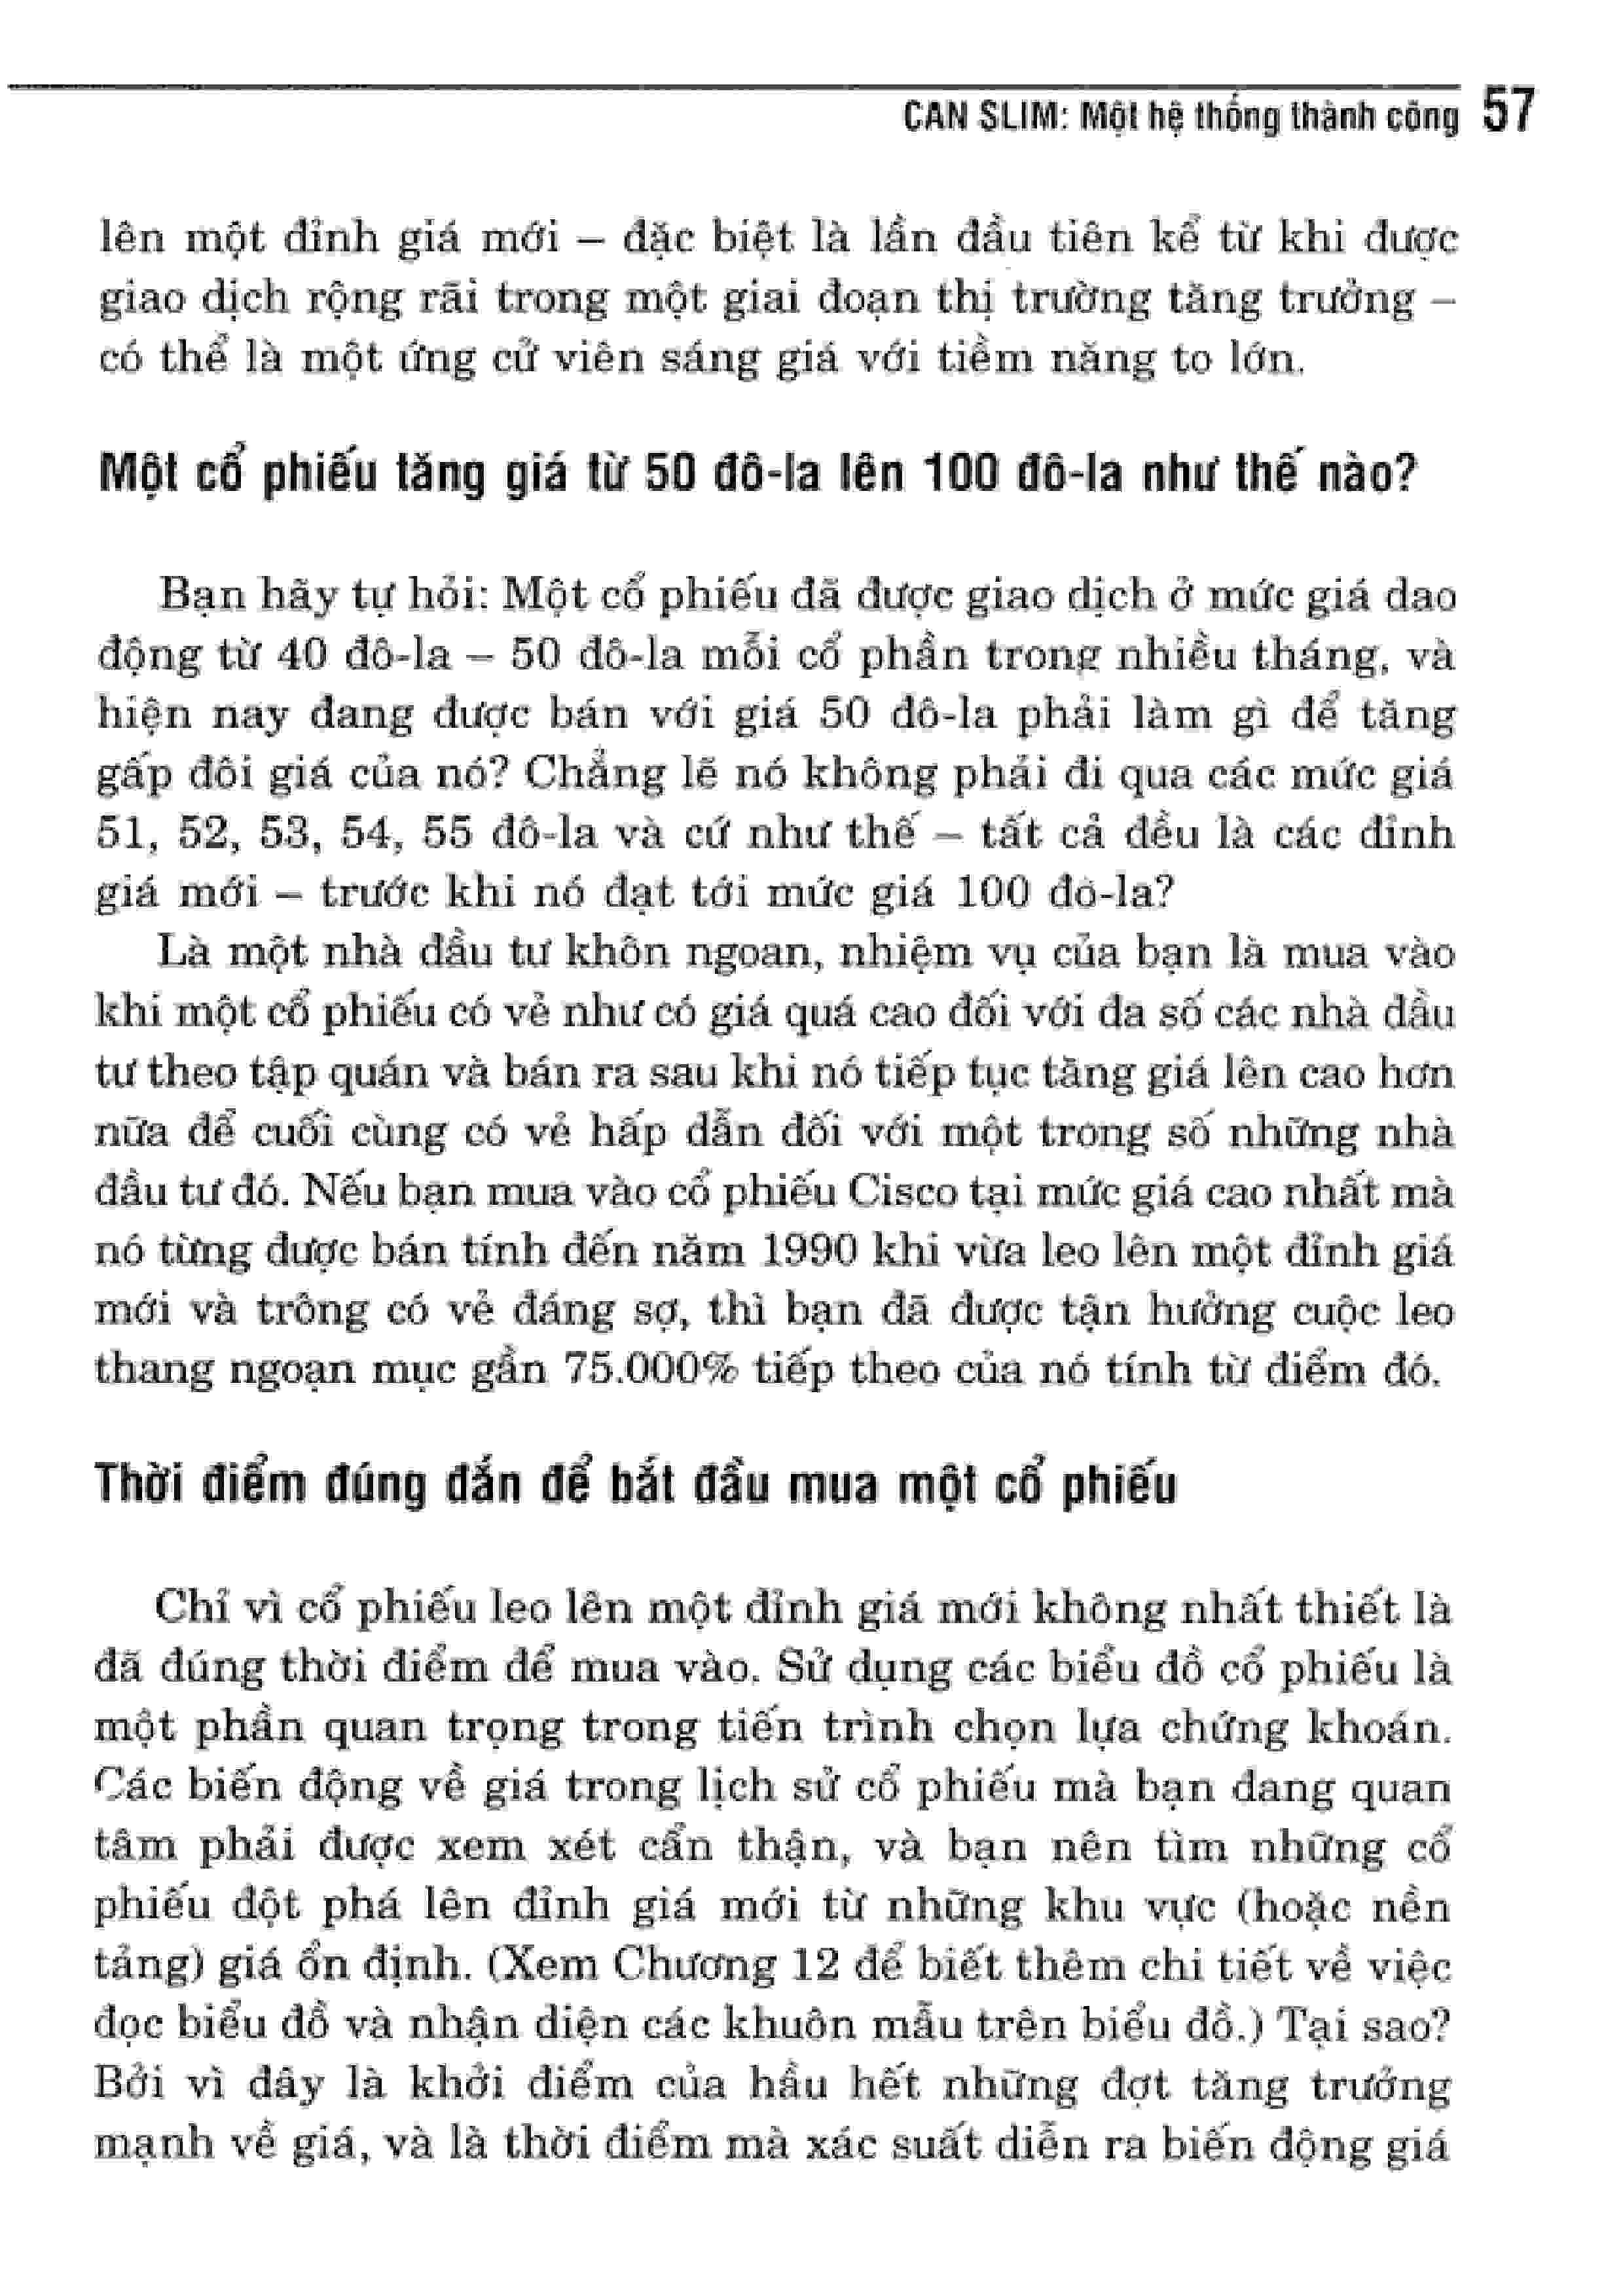 CAN SLIM: Một hệ thống thành công 57
lên một đỉnh giá mới – đặc biệt là lần đầu tiên kể từ khi được
giao dịch rộng rãi trong một giai đoạn thị trường tăng trưởng –
có thể là một ứng cử viên sáng giá với tiềm năng to lớn.
Một cổ phiếu tăng giá từ 50 đô-la lên 100 đô-la như thế nào?
Bạn hãy tự hỏi: Một cổ phiếu đã được giao dịch ở mức giá dao
động từ 40 đô-la – 50 đô-la mỗi cổ phần trong nhiều tháng, và
hiện nay đang được bán với giá 50 đô-la phải làm gì để tăng
gấp đôi giá của nó? Chẳng lẽ nó không phải đi qua các mức giá
51, 52, 53, 54, 55 đô-la và cứ như thế – tất cả đều là các đỉnh
giá mới – trước khi nó đạt tới mức giá 100 đô-la?
Là một nhà đầu tư khôn ngoan, nhiệm vụ của bạn là mua vào
khi một cổ phiếu có vẻ như có giá quá cao đối với đa số các nhà đầu
tư theo tập quán và bán ra sau khi nó tiếp tục tăng giá lên cao hơn
nữa để cuối cùng có vẻ hấp dẫn đối với một trong số những nhà
đầu tư đó. Nếu bạn mua vào cổ phiếu Cisco tại mức giá cao nhất mà
nó từng được bán tính đến năm 1990 khi vừa leo lên một đỉnh giá
mới và trông có vẻ đáng sợ, thì bạn đã được tận hưởng cuộc leo
thang ngoạn mục gần 75.000% tiếp theo của nó tính từ điểm đó.
Thời điểm đúng đắn để bắt đầu mua một cổ phiếu
Chỉ vì cổ phiếu leo lên một đỉnh giá mới không nhất thiết là
đã đúng thời điểm để mua vào. Sử dụng các biểu đồ cổ phiếu là
một phần quan trọng trong tiến trình chọn lựa chứng khoán.
Các biến động về giá trong lịch sử cổ phiếu mà bạn đang quan
tâm phải được xem xét cẩn thận, và bạn nên tìm những cổ
phiếu đột phá lên đỉnh giá mới từ những khu vực (hoặc nền
tảng) giá ổn định. (Xem Chương 12 để biết thêm chi tiết về việc
đọc biểu đồ và nhận diện các khuôn mẫu trên biểu đồ.) Tại sao?
Bởi vì đây là khởi điểm của hầu hết những đợt tăng trưởng
mạnh về giá, và là thời điểm mà xác suất diễn ra biến động giá